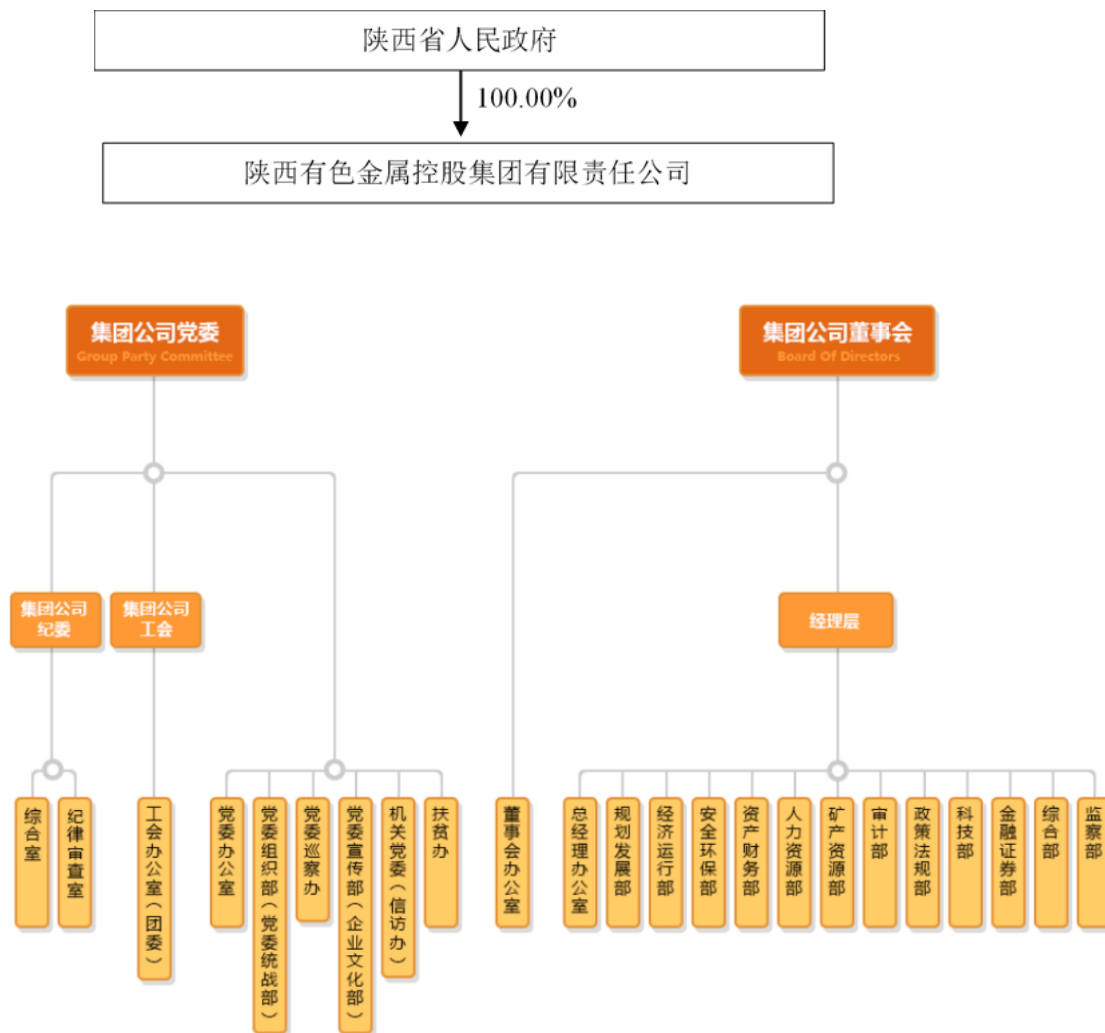 陕西省人民政府
100.00%
陕西有色金属控股集团有限责任公司
集团公司党委
Group Party Committee
集团公司董事会
Board Of Directors
集团公司
纪委
集团公司
工会
经理层
综合室
纪律审查室
工会办公室(团委)
党委办公室
党委组织部(党委统战部)
党委巡察办
党委宣传部(企业文化部)
机关党委(信访办)
扶贫办
董事会办公室
总经理办公室
规划发展部
经济运行部
安全环保部
资产财务部
人力资源部
矿产资源部
审计部
政策法规部
科技部
金融证券部
综合部
监察部